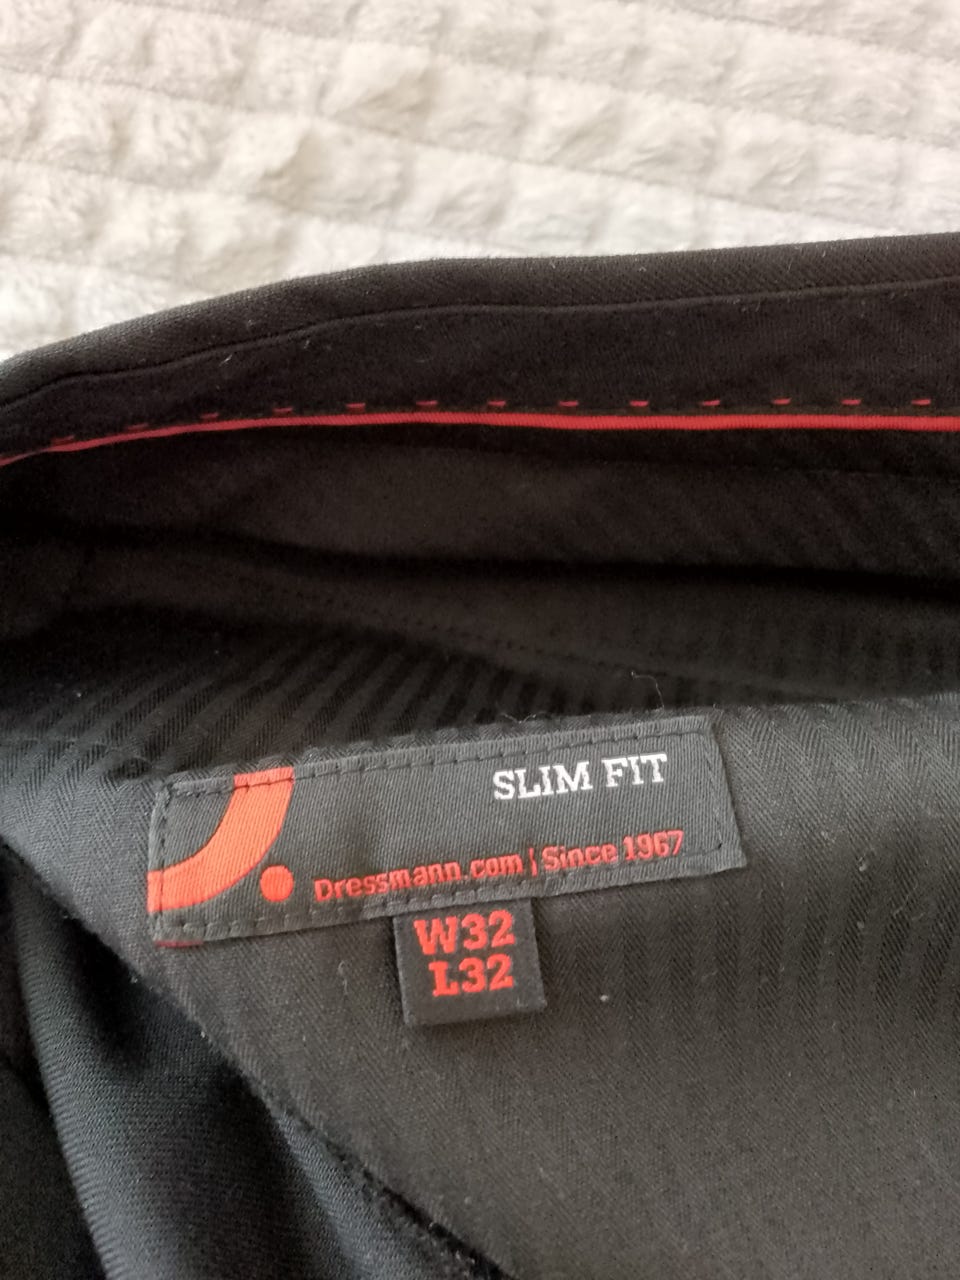 SLIM FIT
Dressmann.com | Since 1967
W32
L32